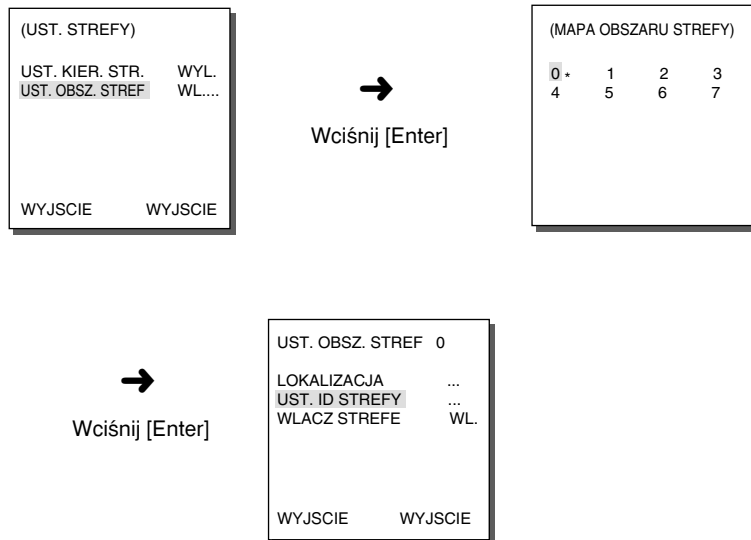 (UST. STREFY)
UST. KIER. STR. WYL.
UST. OBSZ. STREF WL....
WYJSCIE WYJSCIE
Wciśnij [Enter]
(MAPA OBSZARU STREFY)
0 * 1 2 3
4 5 6 7
Wciśnij [Enter]
UST. OBSZ. STREF 0
LOKALIZACJA ...
UST. ID STREFY ...
WLACZ STREFE WL.
WYJSCIE WYJSCIE